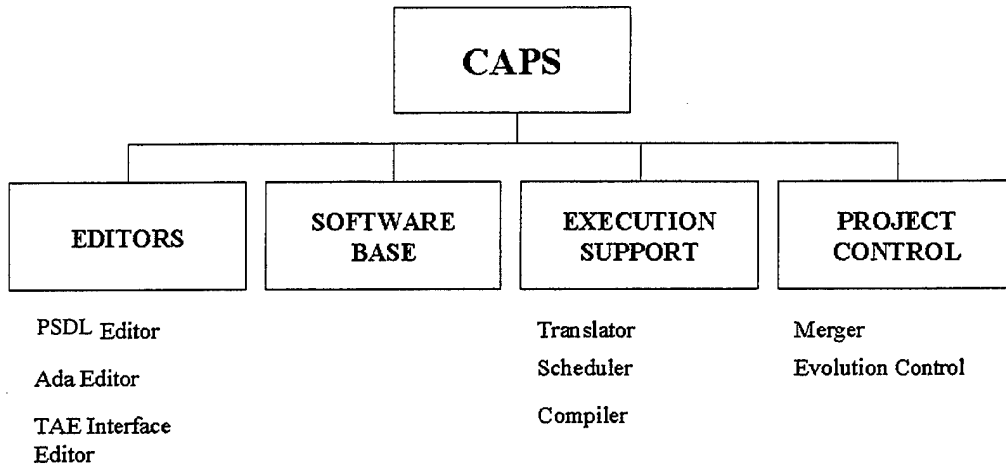 CAPS
EDITORS
SOFTWARE
BASE
EXECUTION
SUPPORT
PROJECT
CONTROL
PSDL Editor
Ada Editor
TAE Interface
Editor
Translator
Scheduler
Compiler
Merger
Evolution Control